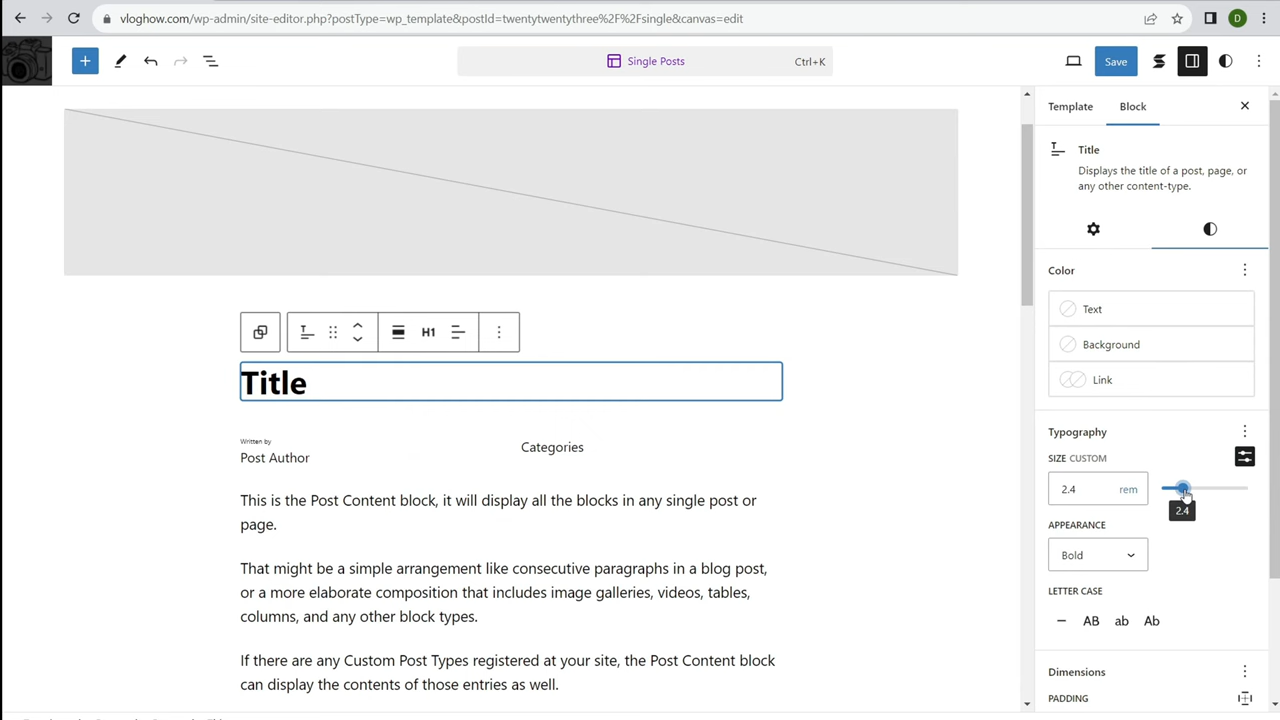 vloghow.com/wp-admin/site-editor.php?postType=wp_template&postId=twentytwentythree%2F%2Fsingle&canvas=edit
D
Single Posts
Ctrl+K
Save
Template
Block
Title
Displays the title of a post, page, or
any other content-type.
Color
Text
Background
Link
Typography
SIZE CUSTOM
2.4
rem
2.4
APPEARANCE
Bold
LETTER CASE
AB
ab
Ab
Dimensions
PADDING
H1
Title
Written by
Post Author
Categories
This is the Post Content block, it will display all the blocks in any single post or
page.
That might be a simple arrangement like consecutive paragraphs in a blog post,
or a more elaborate composition that includes image galleries, videos, tables,
columns, and any other block types.
If there are any Custom Post Types registered at your site, the Post Content block
can display the contents of those entries as well.